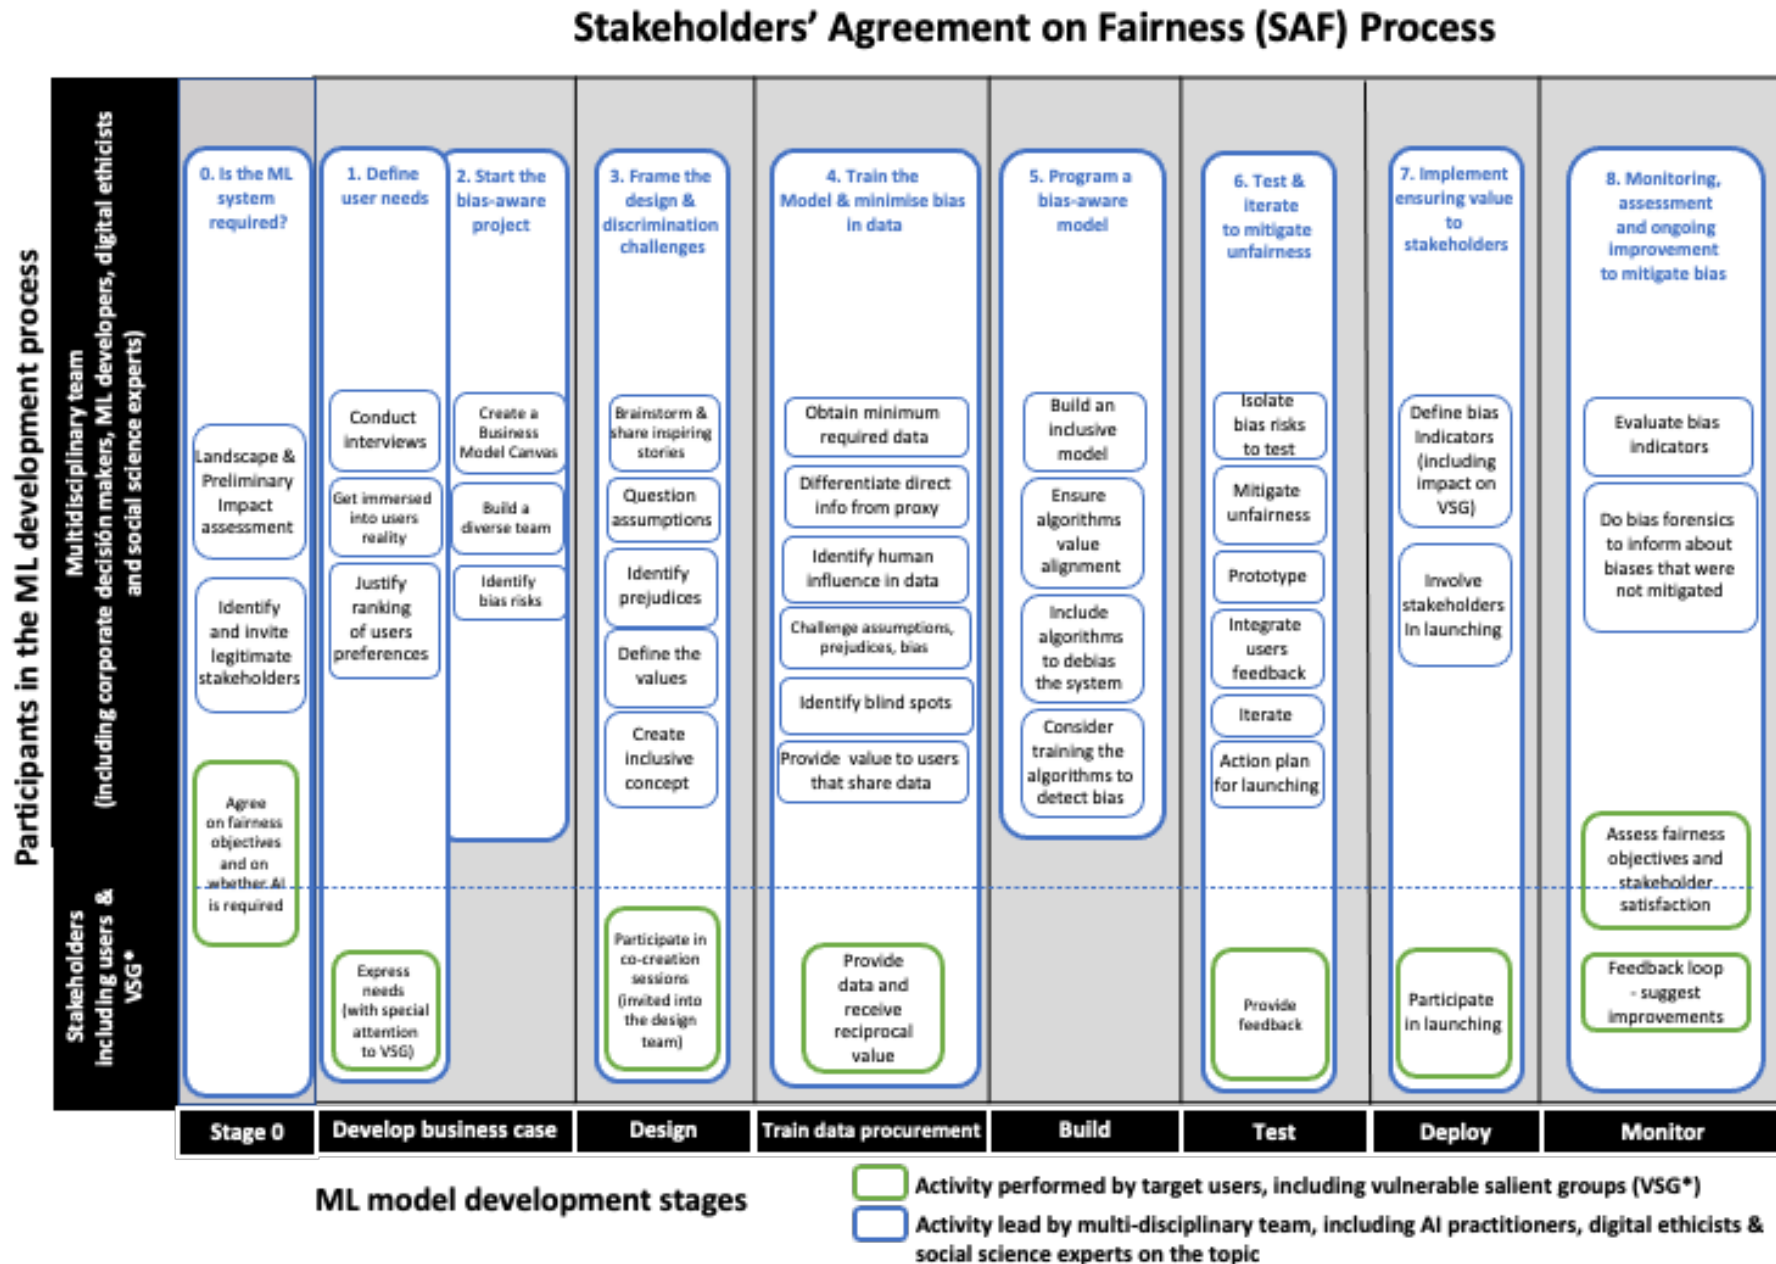 Stakeholders’ Agreement on Fairness (SAF) Process
Participants in the ML development process
Multidisciplinary team
(including corporate decisión makers, ML developers, digital ethicists
and social science experts)
Stakeholders
including users &
VSG*
0. Is the ML
system
required?
Landscape &
Preliminary
Impact
assessment
Identify
and invite
legitimate
stakeholders
Agree
on fairness
objectives
and on
whether AI
is required
1. Define
user needs
Conduct
interviews
Get immersed
into users
reality
Justify
ranking
of users
preferences
Express
needs
(with special
attention
to VSG)
2. Start the
bias-aware
project
Create a
Business
Model Canvas
Build a
diverse team
Identify
bias risks
3. Frame the
design &
discrimination
challenges
Brainstorm &
share inspiring
stories
Question
assumptions
Identify
prejudices
Define the
values
Create
inclusive
concept
Participate in
co-creation
sessions
(invited into
the design
team)
4. Train the
Model & minimise bias
in data
Obtain minimum
required data
Differentiate direct
info from proxy
Identify human
influence in data
Challenge assumptions,
prejudices, bias
Identify blind spots
Provide value to users
that share data
Provide
data and
receive
reciprocal
value
5. Program a
bias-aware
model
Build an
inclusive
model
Ensure
algorithms
value
alignment
Include
algorithms
to debias
the system
Consider
training the
algorithms to
detect bias
6. Test &
iterate
to mitigate
unfairness
Isolate
bias risks
to test
Mitigate
unfairness
Prototype
Integrate
users
feedback
Iterate
Action plan
for launching
Provide
feedback
7. Implement
ensuring value
to
stakeholders
Define bias
Indicators
(including
impact on
VSG)
Involve
stakeholders
In launching
Participate
in launching
8. Monitoring,
assessment
and ongoing
improvement
to mitigate bias
Evaluate bias
indicators
Do bias forensics
to inform about
biases that were
not mitigated
Assess fairness
objectives and
stakeholder
satisfaction
Feedback loop
- suggest
improvements
Stage 0
Develop business case
Design
Train data procurement
Build
Test
Deploy
Monitor
ML model development stages
Activity performed by target users, including vulnerable salient groups (VSG*)
Activity lead by multi-disciplinary team, including AI practitioners, digital ethicists &
social science experts on the topic